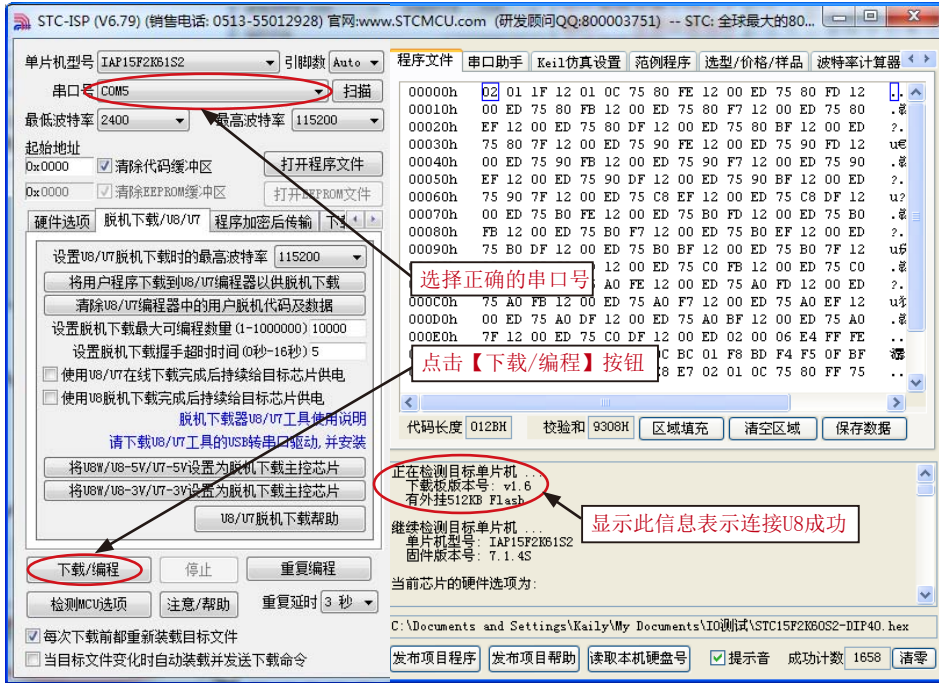 STC-ISP (V6.79) (销售电话: 0513-55012928) 官网:www.STCMCU.com (研发顾问QQ:800003751) -- STC: 全球最大的80...
单片机型号 IAP15F2K61S2 引脚数 Auto
串口号 COM5 扫描
最低波特率 2400 最高波特率 115200
起始地址
0x0000 清除代码缓冲区 打开程序文件
0x0000 清除EEPROM缓冲区 打开EEPROM文件
硬件选项 脱机下载/U8/U7 程序加密后传输
设置U8/U7脱机下载时的最高波特率 115200
将用户程序下载到U8/U7编程器以供脱机下载
清除U8/U7编程器中的用户脱机代码及数据
设置脱机下载最大可编程数量(1-1000000) 10000
设置脱机下载握手超时时间(0秒-16秒) 5
使用U8/U7在线下载完成后持续给目标芯片供电
使用U8脱机下载完成后持续给目标芯片供电
脱机下载器U8/U7工具使用说明
请下载U8/U7工具的USB转串口驱动,并安装
将U8W/U8-5V/U7-5V设置为脱机下载主控芯片
将U8W/U8-3V/U7-3V设置为脱机下载主控芯片
U8/U7脱机下载帮助
下载/编程 停止 重复编程
检测MCU选项 注意/帮助 重复延时 3 秒
每次下载前都重新装载目标文件
当目标文件变化时自动装载并发送下载命令
程序文件 串口助手 Keil仿真设置 范例程序 选型/价格/样品 波特率计算器
00000h 02 01 1F 12 01 0C 75 80 FE 12 00 ED 75 80 FD 12
00010h 00 ED 75 80 FB 12 00 ED 75 80 F7 12 00 ED 75 80
00020h EF 12 00 ED 75 80 DF 12 00 ED 75 80 BF 12 00 ED
00030h 75 80 7F 12 00 ED 75 90 FE 12 00 ED 75 90 FD 12
00040h 00 ED 75 90 FB 12 00 ED 75 90 F7 12 00 ED 75 90
00050h EF 12 00 ED 75 90 DF 12 00 ED 75 90 BF 12 00 ED
00060h 75 90 7F 12 00 ED 75 C8 EF 12 00 ED 75 C8 DF 12
00070h 00 ED 75 B0 FE 12 00 ED 75 B0 FD 12 00 ED 75 B0
00080h FB 12 00 ED 75 B0 F7 12 00 ED 75 B0 EF 12 00 ED
00090h 75 B0 DF 12 00 ED 75 B0 BF 12 00 ED 75 B0 7F 12
12 00 ED 75 C0 FB 12 00 ED 75 C0
A0 FE 12 00 ED 75 A0 FD 12 00 ED
000C0h 75 A0 FB 12 00 ED 75 A0 F7 12 00 ED 75 A0 EF 12
000D0h 00 ED 75 A0 DF 12 00 ED 75 A0 BF 12 00 ED 75 A0
000E0h 7F 12 00 ED 75 C0 DF 12 00 ED 02 00 06 E4 FF FE
BC 01 F8 BD F4 F5 0F BF
E7 02 01 0C 75 80 FF 75
选择正确的串口号
点击【下载/编程】按钮
代码长度 012BH 校验和 9308H 区域填充 清空区域 保存数据
正在检测目标单片机 ...
下载板版本号: v1.6
有外挂512KB Flash
显示此信息表示连接U8成功
继续检测目标单片机 ...
单片机型号: IAP15F2K61S2
固件版本号: 7.1.4S
当前芯片的硬件选项为:
C:\Documents and Settings\Kaily\My Documents\IO测试\STC15F2K60S2-DIP40.hex
发布项目程序 发布项目帮助 读取本机硬盘号 提示音 成功计数 1658 清零